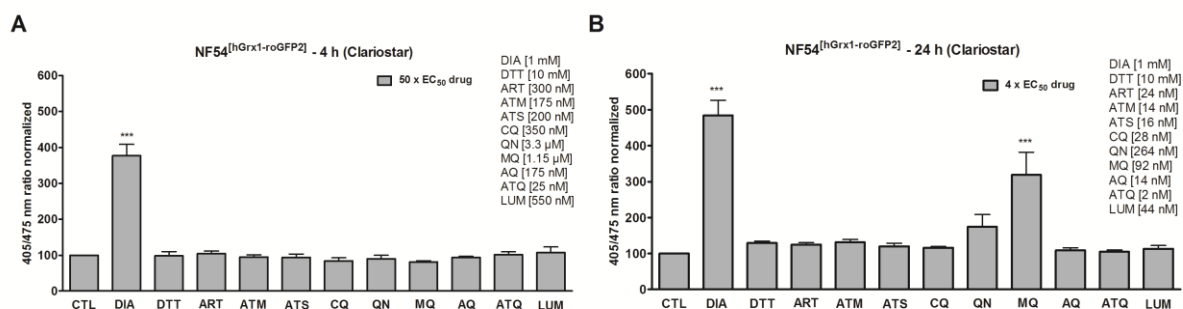 A
NF54[hGrx1-roGFP2] - 4 h (Clariostar)
405/475 nm ratio normalized
600
500
400
300
200
100
0
***
50 x EC50 drug
DIA [1 mM]
DTT [10 mM]
ART [300 nM]
ATM [175 nM]
ATS [200 nM]
CQ [350 nM]
QN [3.3 µM]
MQ [1.15 µM]
AQ [175 nM]
ATQ [25 nM]
LUM [550 nM]
CTL DIA DTT ART ATM ATS CQ QN MQ AQ ATQ LUM
B
NF54[hGrx1-roGFP2] - 24 h (Clariostar)
405/475 nm ratio normalized
600
500
400
300
200
100
0
***
***
4 x EC50 drug
DIA [1 mM]
DTT [10 mM]
ART [24 nM]
ATM [14 nM]
ATS [16 nM]
CQ [28 nM]
QN [264 nM]
MQ [92 nM]
AQ [14 nM]
ATQ [2 nM]
LUM [44 nM]
CTL DIA DTT ART ATM ATS CQ QN MQ AQ ATQ LUM